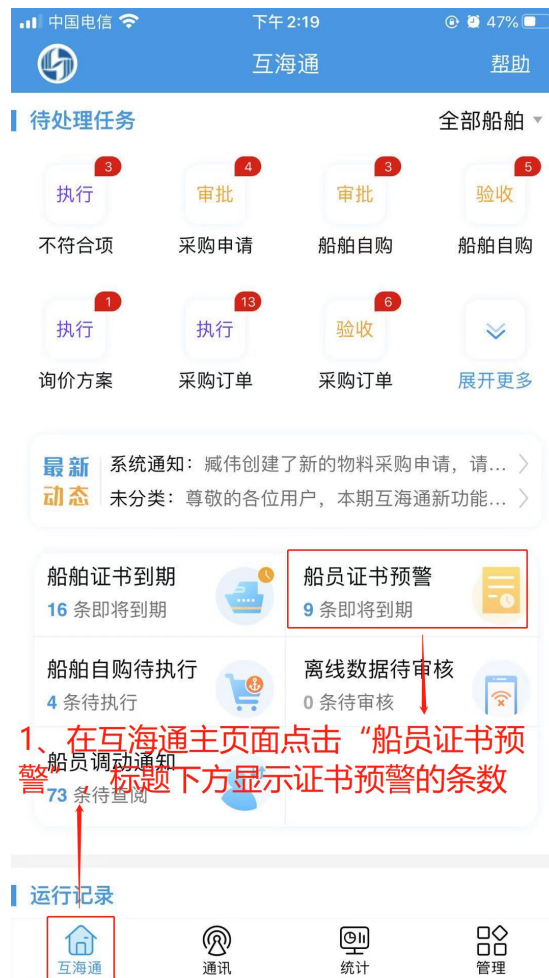 中国电信 下午2:19 47%
互海通 帮助
待处理任务 全部船舶
3 4 3 5
执行 审批 审批 验收
不符合项 采购申请 船舶自购 船舶自购
1 13 6
执行 执行 验收
询价方案 采购订单 采购订单 展开更多
最新 系统通知：臧伟创建了新的物料采购申请，请...
动态 未分类：尊敬的各位用户，本期互海通新功能...
船舶证书到期 船员证书预警
16 条即将到期 9 条即将到期
船舶自购待执行 离线数据待审核
4 条待执行 0 条待审核
1、在互海通主页面点击“船员证书预
警”，标题下方显示证书预警的条数
船员调动通知
73 条待查阅
运行记录
互海通 通讯 统计 管理